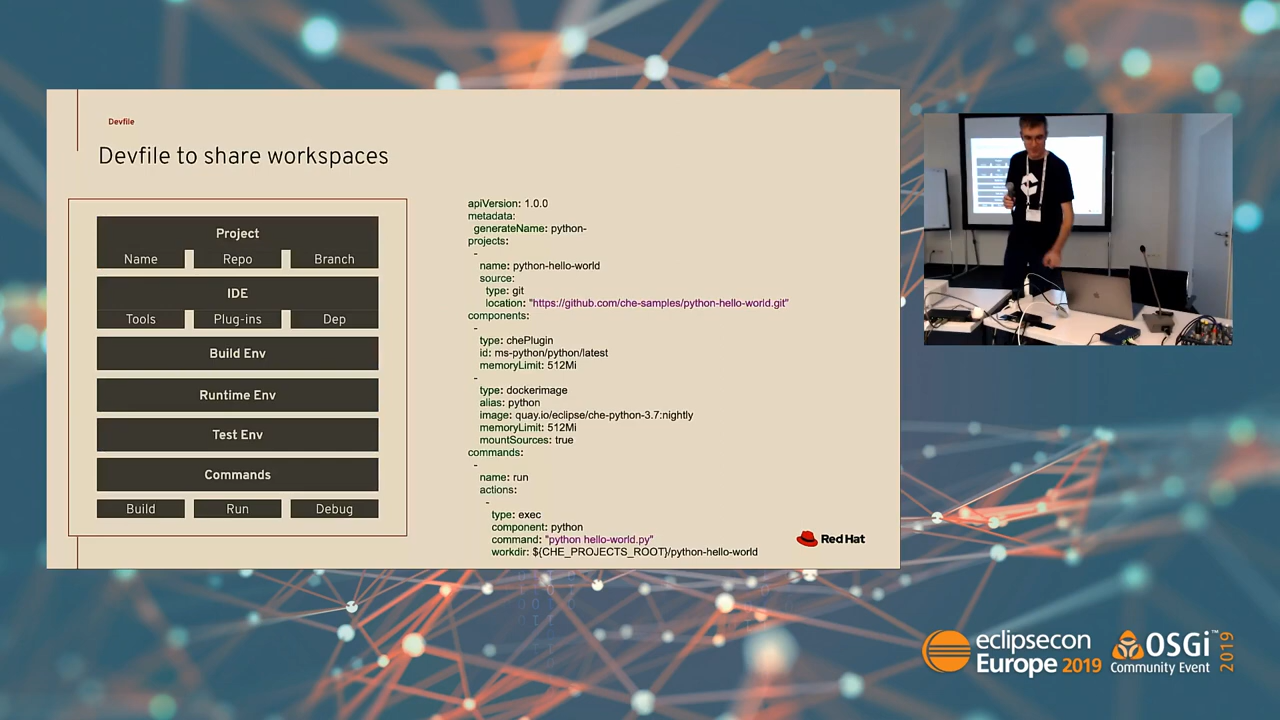 Devfile
Devfile to share workspaces
Project
Name Repo Branch
IDE
Tools Plug-ins Dep
Build Env
Runtime Env
Test Env
Commands
Build Run Debug
apiVersion: 1.0.0
metadata:
generateName: python-
projects:
-
name: python-hello-world
source:
type: git
location: "https://github.com/che-samples/python-hello-world.git"
components:
-
type: chePlugin
id: ms-python/python/latest
memoryLimit: 512Mi
-
type: dockerimage
alias: python
image: quay.io/eclipse/che-python-3.7:nightly
memoryLimit: 512Mi
mountSources: true
commands:
-
name: run
actions:
-
type: exec
component: python
command: "python hello-world.py"
workdir: ${CHE_PROJECTS_ROOT}/python-hello-world
Red Hat
eclipsecon
Europe 2019
OSGi™
Community Event
2019